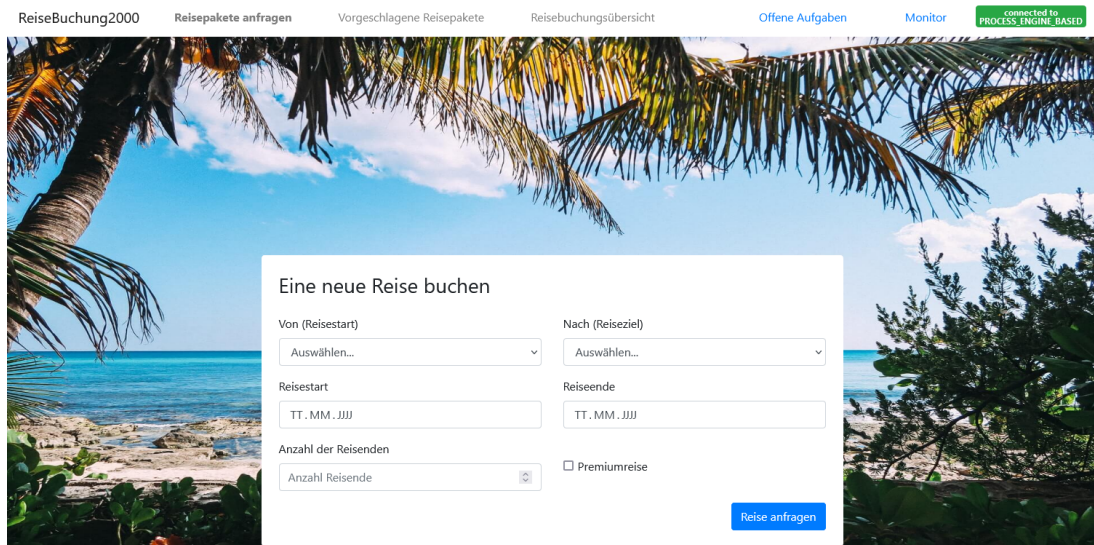 ReiseBuchung2000 Reisepakete anfragen Vorgeschlagene Reisepakete Reisebuchungsübersicht Offene Aufgaben Monitor connected to
PROCESS_ENGINE_BASED
Eine neue Reise buchen
Von (Reisestart) Nach (Reiseziel)
Auswählen... Auswählen...
Reisestart Reiseende
TT.MM.JJJJ TT.MM.JJJJ
Anzahl der Reisenden
Anzahl Reisende Premiumreise
Reise anfragen